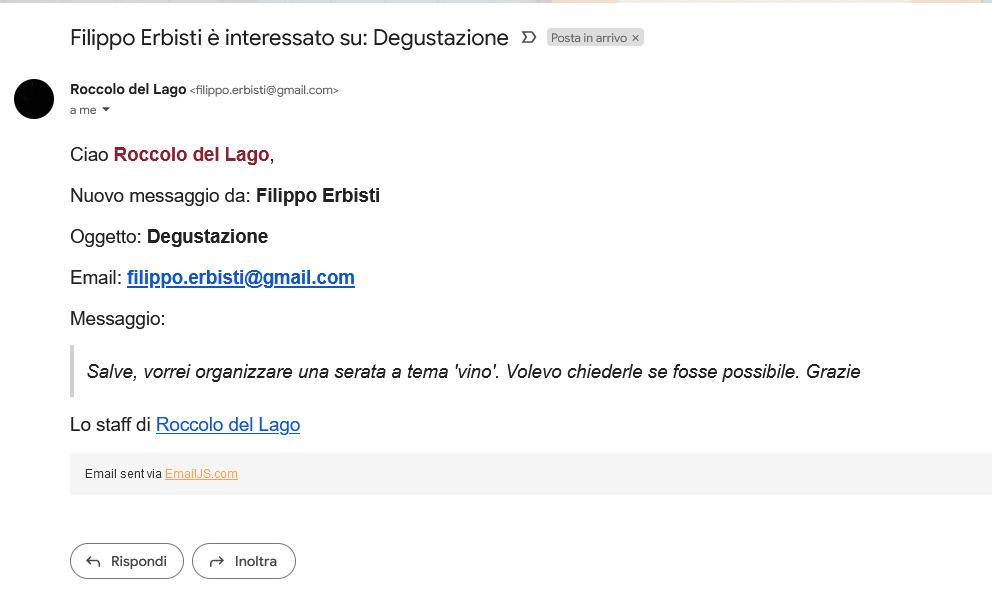 Filippo Erbisti è interessato su: Degustazione Posta in arrivo ×
Roccolo del Lago <filippo.erbisti@gmail.com>
a me
Ciao Roccolo del Lago,
Nuovo messaggio da: Filippo Erbisti
Oggetto: Degustazione
Email: filippo.erbisti@gmail.com
Messaggio:
Salve, vorrei organizzare una serata a tema 'vino'. Volevo chiederle se fosse possibile. Grazie
Lo staff di Roccolo del Lago
Email sent via EmailJS.com
Rispondi Inoltra